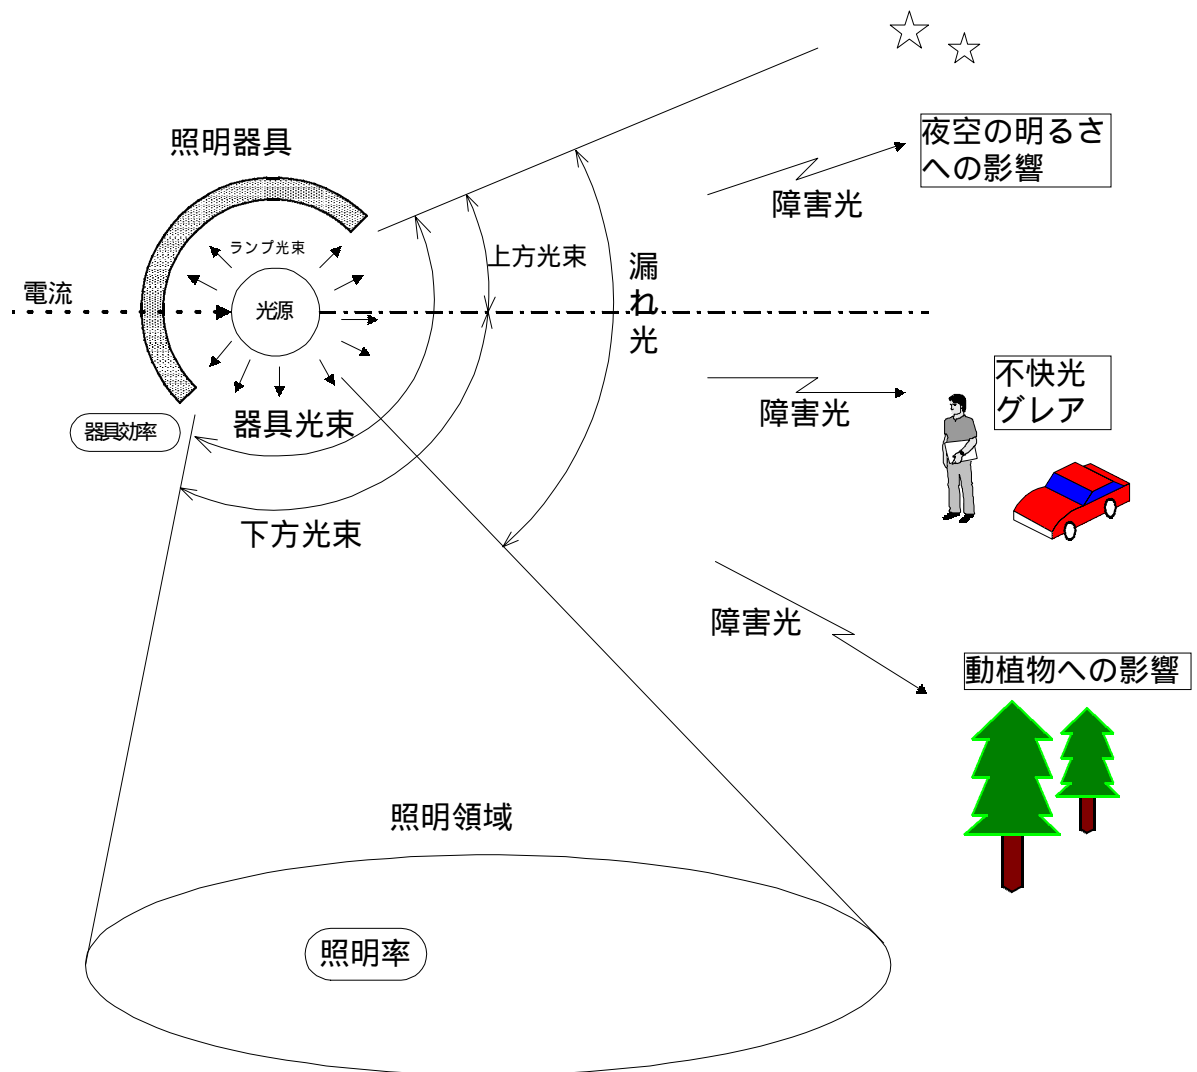 夜空の明るさ
への影響
照明器具
障害光
ランプ光束
上方光束
漏れ光
電流
光源
不快光
グレア
障害光
器具効率
器具光束
下方光束
障害光
動植物への影響
照明領域
照明率